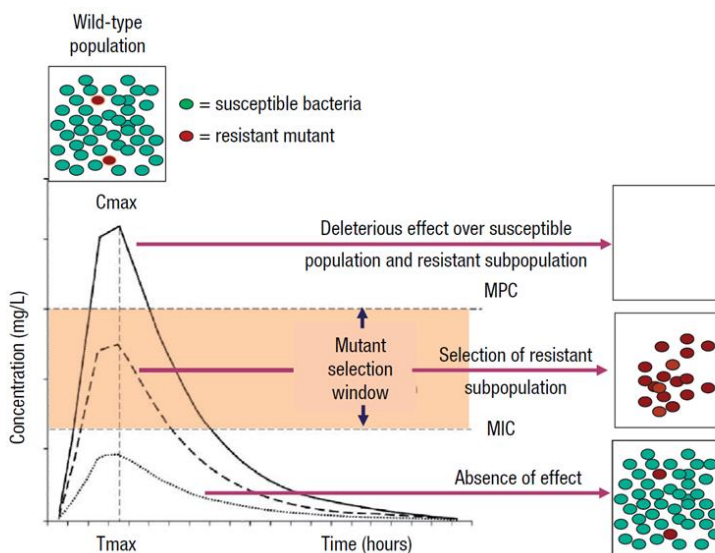 Wild-type
population
= susceptible bacteria
= resistant mutant
Cmax
Deleterious effect over susceptible
population and resistant subpopulation
MPC
Mutant
selection
window
Selection of resistant
subpopulation
MIC
Absence of effect
Concentration (mg/L)
Tmax
Time (hours)